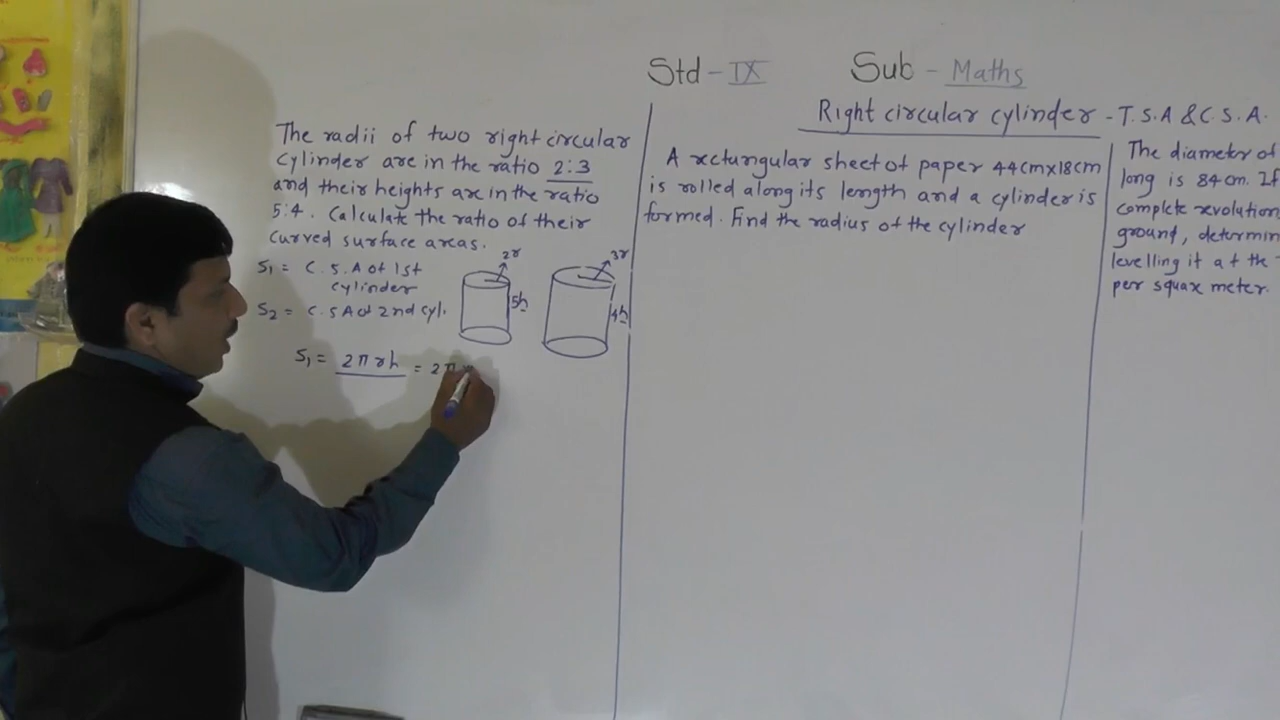 Std - IX Sub - Maths
Right circular cylinder - T.S.A & C.S.A.
The radii of two right circular
cylinder are in the ratio 2:3
and their heights are in the ratio
5:4. Calculate the ratio of their
curved surface areas.
S₁ = C.S.A of 1st
cylinder
S₂ = C.S A of 2nd cyl.
2r
5h
3r
4h
S₁ = 2πrh = 2π
A rectangular sheet of paper 44cm x 18cm
is rolled along its length and a cylinder is
formed. Find the radius of the cylinder
The diameter of
long is 84 cm. If
complete revolution
ground, determin
levelling it at the
per square meter.